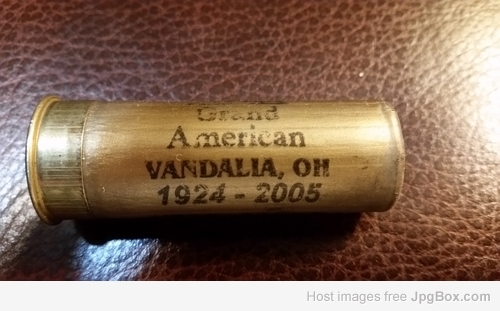 Grand
American
VANDALIA, OH
1924 - 2005
Host images free JpgBox.com